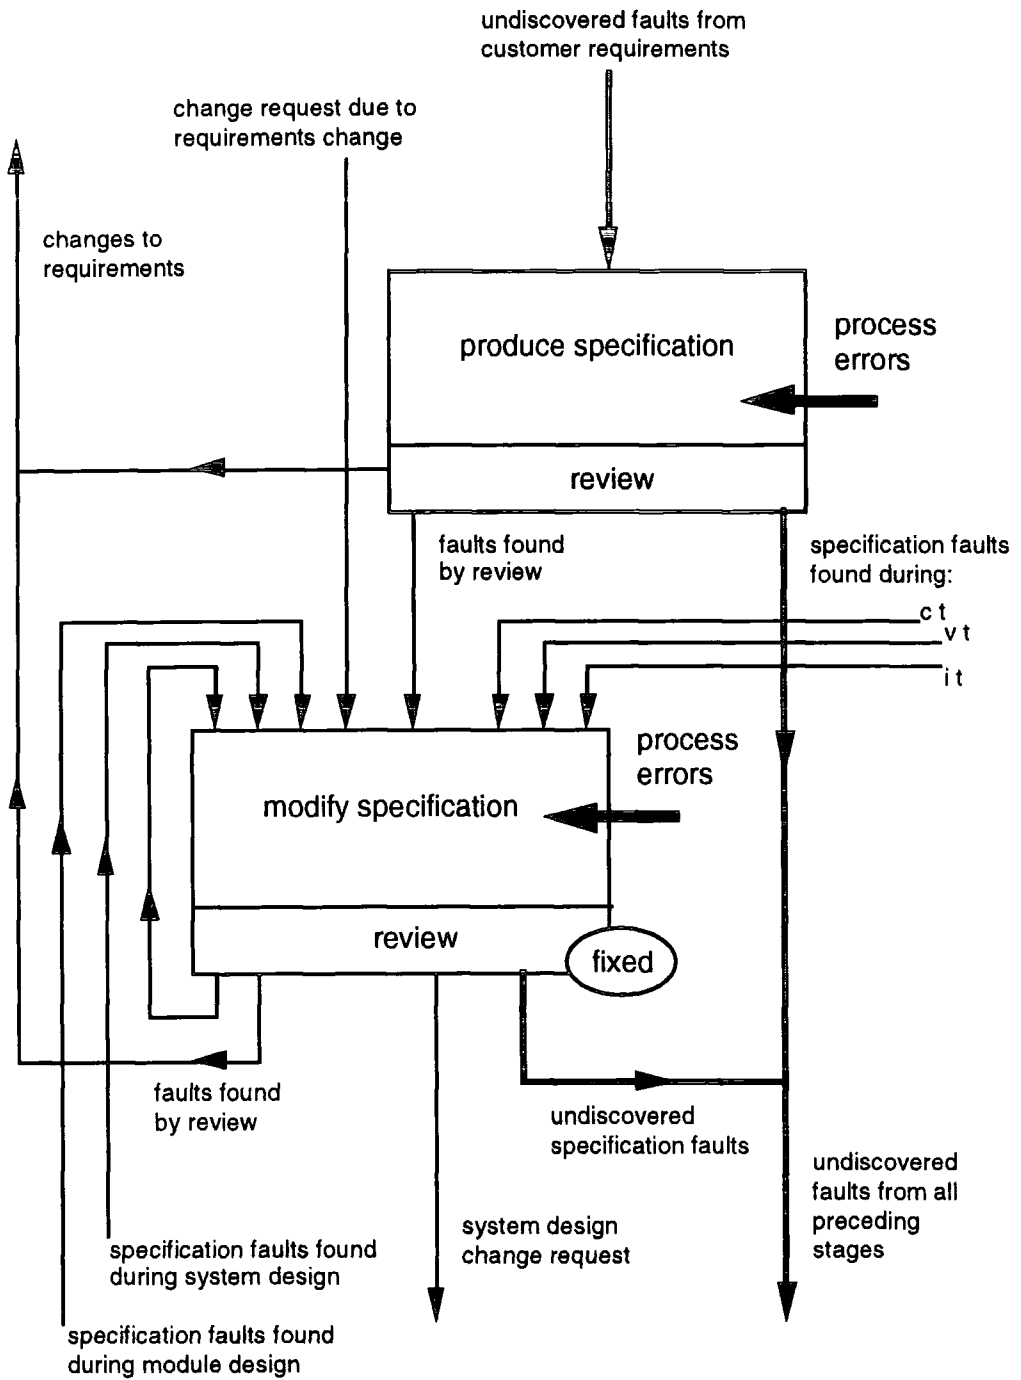 undiscovered faults from
customer requirements
change request due to
requirements change
changes to
requirements
produce specification
process
errors
review
faults found
by review
specification faults
found during:
c t
v t
i t
process
errors
modify specification
review
fixed
faults found
by review
undiscovered
specification faults
undiscovered
faults from all
preceding
stages
system design
change request
specification faults found
during system design
specification faults found
during module design